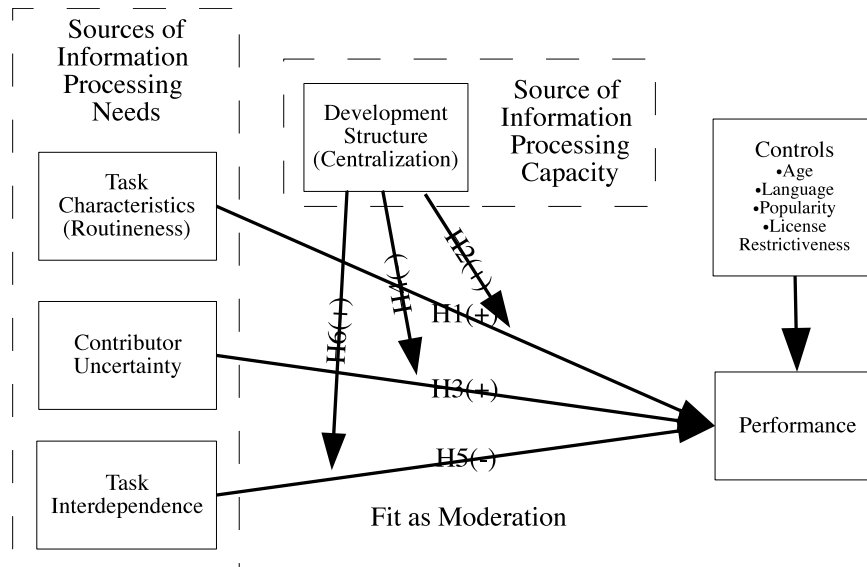 Sources of
Information
Processing
Needs
Task
Characteristics
(Routineness)
Contributor
Uncertainty
Task
Interdependence
Development
Structure
(Centralization)
Source of
Information
Processing
Capacity
Controls
•Age
•Language
•Popularity
•License
Restrictiveness
H2(+)
H4(-)
H6(+)
H1(+)
H3(+)
H5(-)
Performance
Fit as Moderation